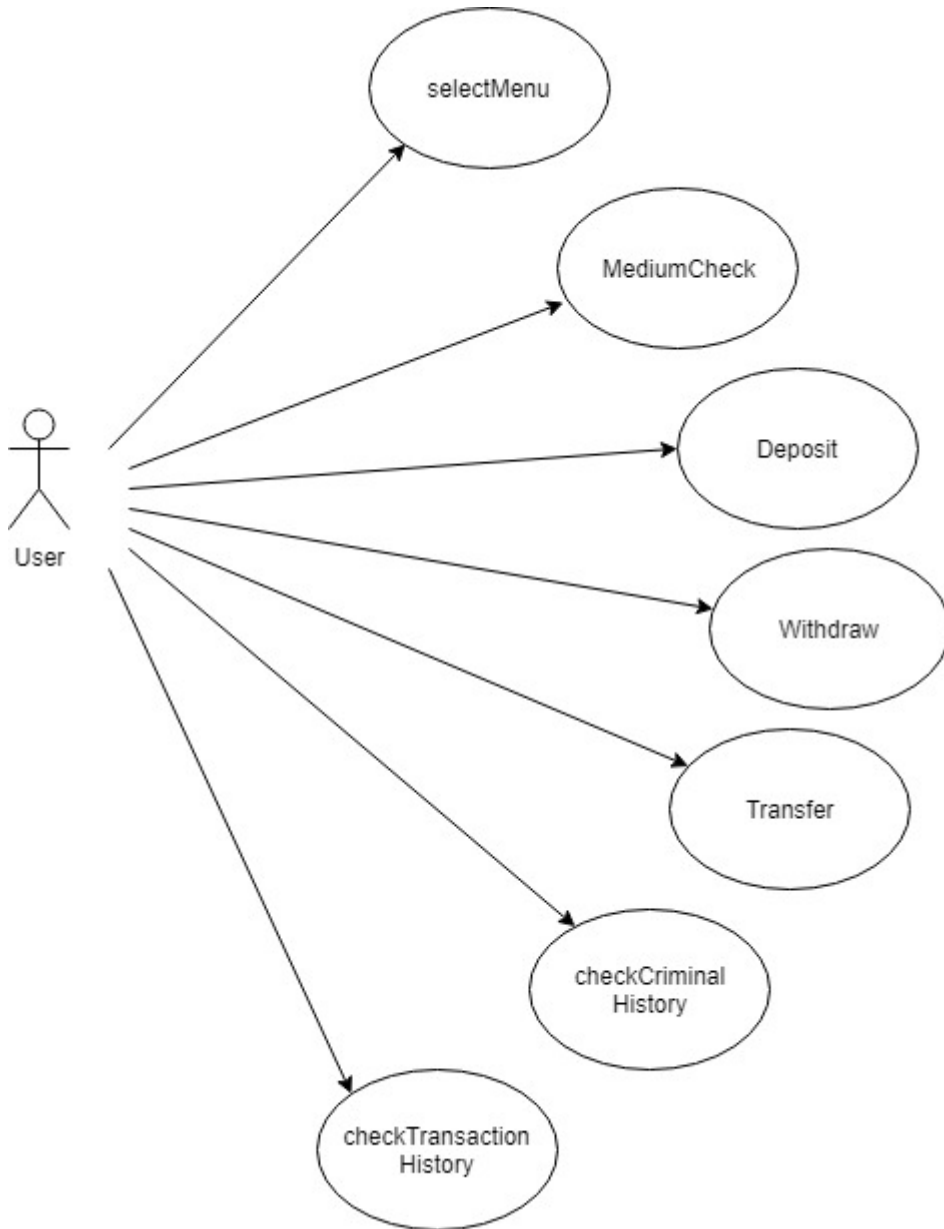 selectMenu
MediumCheck
Deposit
User
Withdraw
Transfer
checkCriminal
History
checkTransaction
History